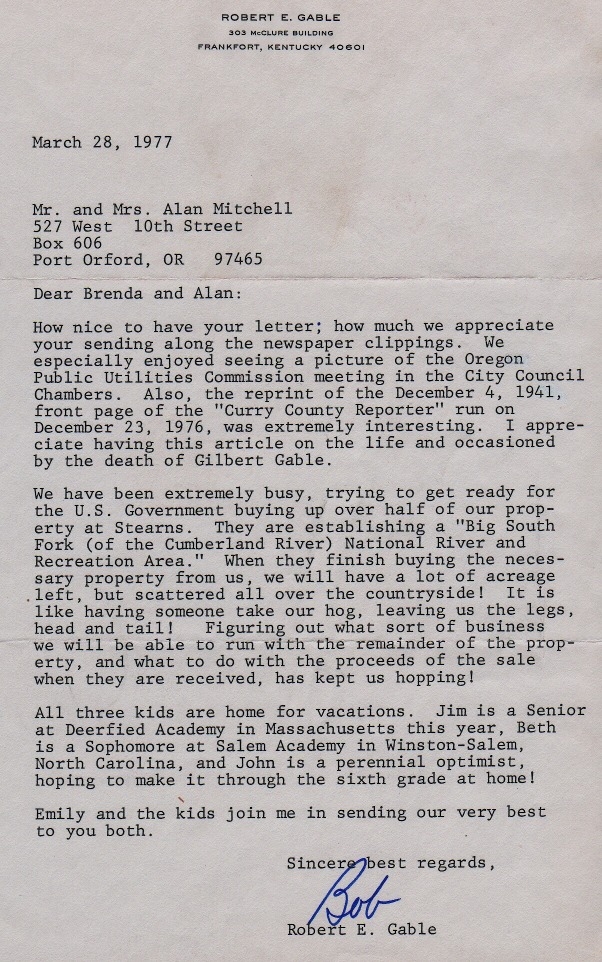 ROBERT E. GABLE
303 McCLURE BUILDING
FRANKFORT, KENTUCKY 40601
March 28, 1977
Mr. and Mrs. Alan Mitchell
527 West 10th Street
Box 606
Port Orford, OR 97465
Dear Brenda and Alan:
How nice to have your letter; how much we appreciate
your sending along the newspaper clippings. We
especially enjoyed seeing a picture of the Oregon
Public Utilities Commission meeting in the City Council
Chambers. Also, the reprint of the December 4, 1941,
front page of the "Curry County Reporter" run on
December 23, 1976, was extremely interesting. I appre-
ciate having this article on the life and occasioned
by the death of Gilbert Gable.
We have been extremely busy, trying to get ready for
the U.S. Government buying up over half of our prop-
erty at Stearns. They are establishing a "Big South
Fork (of the Cumberland River) National River and
Recreation Area." When they finish buying the neces-
sary property from us, we will have a lot of acreage
left, but scattered all over the countryside! It is
like having someone take our hog, leaving us the legs,
head and tail! Figuring out what sort of business
we will be able to run with the remainder of the prop-
erty, and what to do with the proceeds of the sale
when they are received, has kept us hopping!
All three kids are home for vacations. Jim is a Senior
at Deerfied Academy in Massachusetts this year, Beth
is a Sophomore at Salem Academy in Winston-Salem,
North Carolina, and John is a perennial optimist,
hoping to make it through the sixth grade at home!
Emily and the kids join me in sending our very best
to you both.
Sincere best regards,
Bob
Robert E. Gable